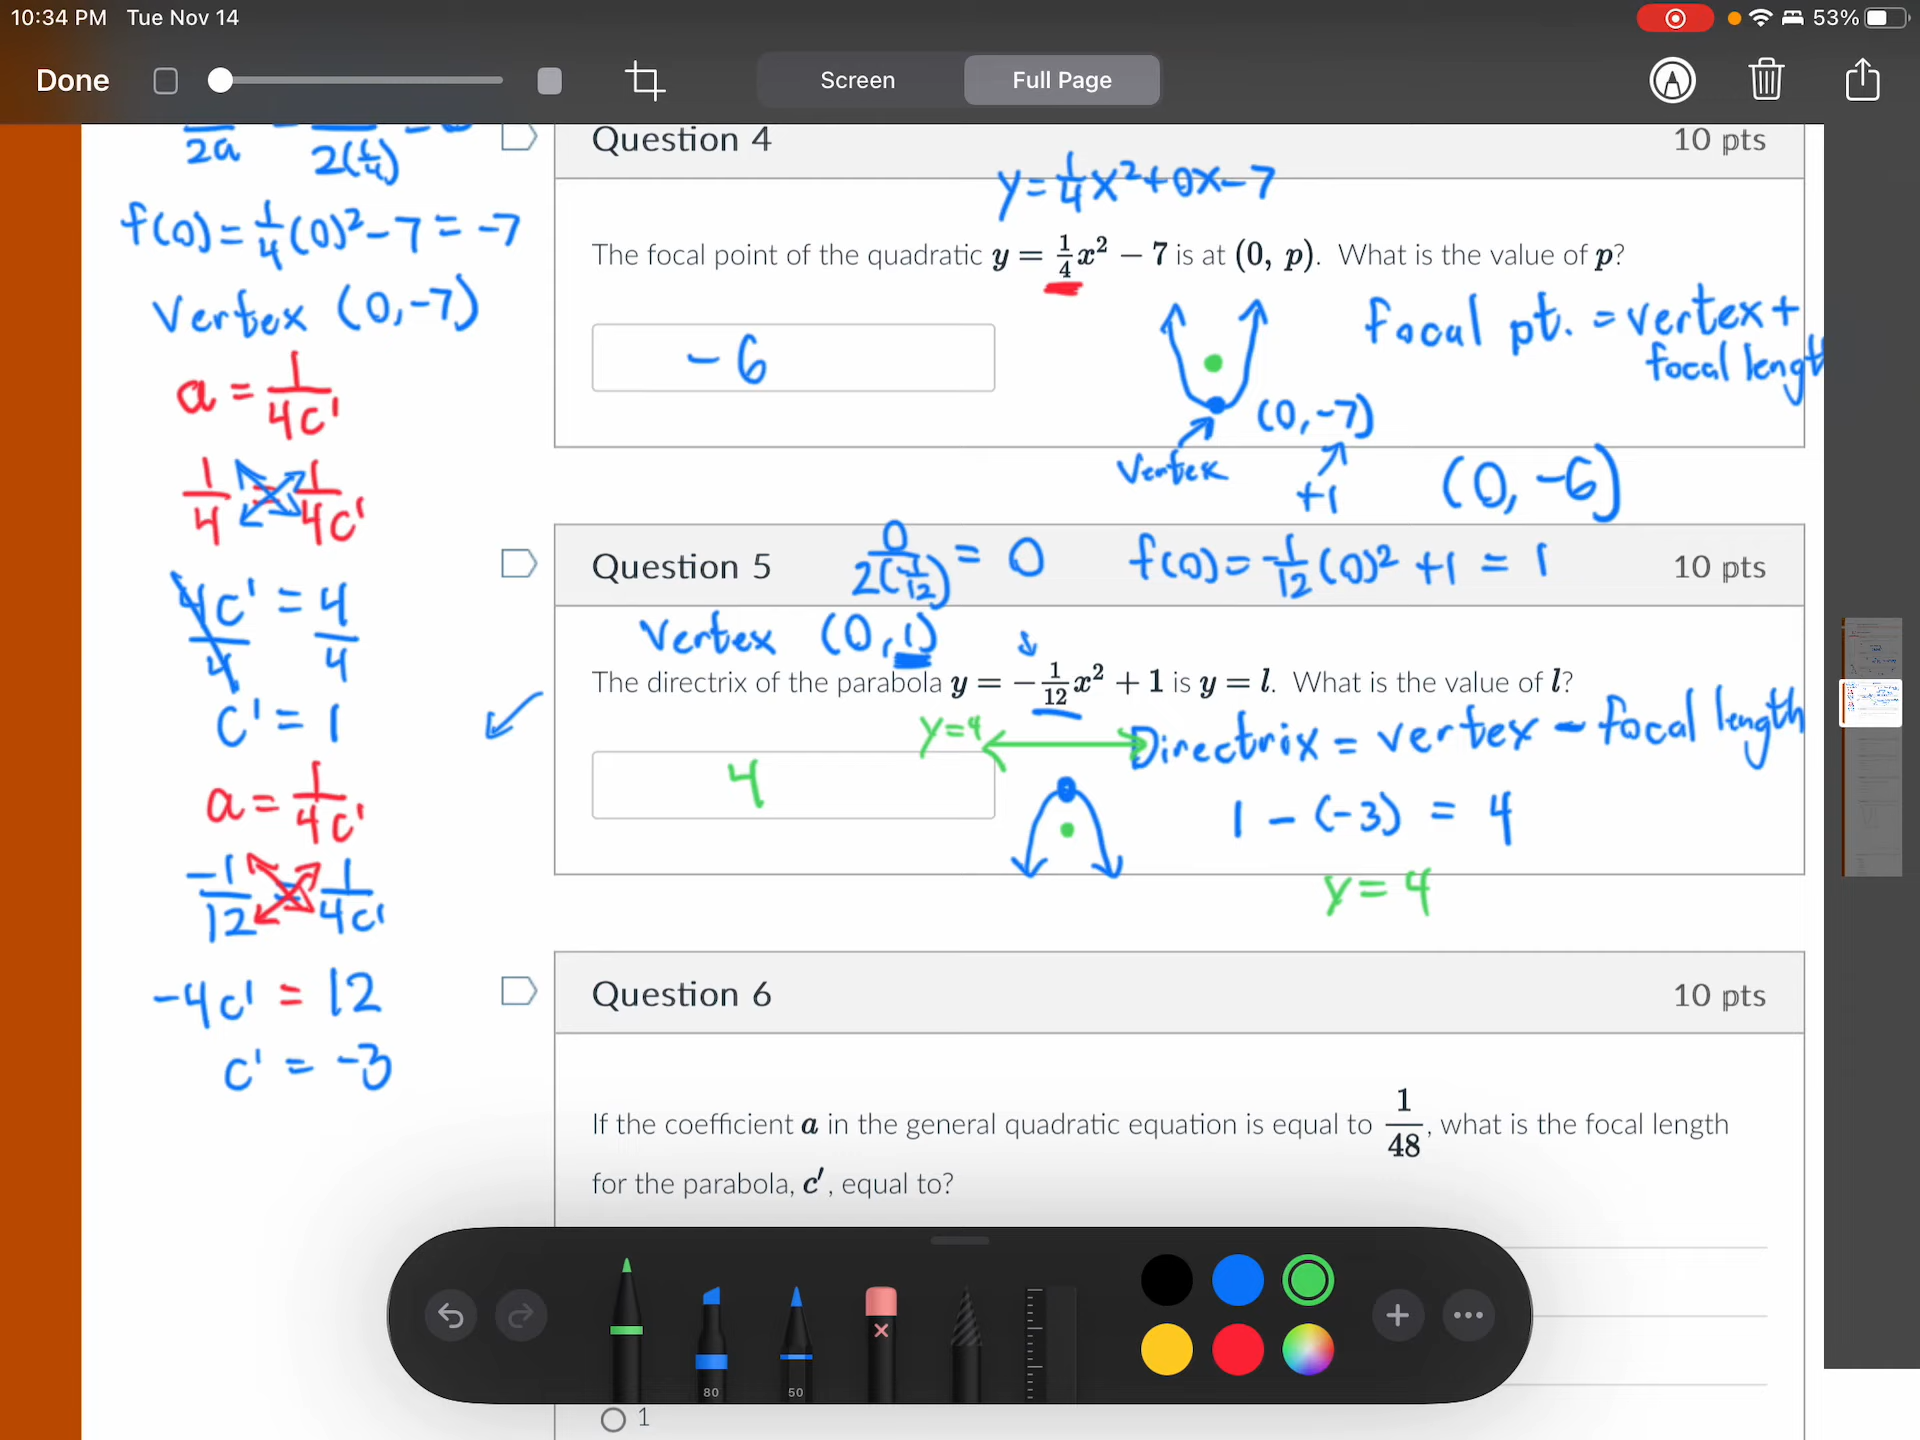 10:34 PM Tue Nov 14
53%
Done
Screen
Full Page
2a
2(1/4)
f(0) = 1/4 (0)² - 7 = -7
Vertex (0,-7)
a = 1/4c'
1/4 = 1/4c'
4c'/4 = 4/4
c' = 1
a = 1/4c'
-1/12 = 1/4c'
-4c' = 12
c' = -3
Question 4
10 pts
y = 1/4 x² + 0x - 7
The focal point of the quadratic y = 1/4 x² − 7 is at (0, p). What is the value of p?
-6
focal pt. = vertex +
focal length
(0,-7)
Vertex
+1
(0, -6)
Question 5
0/2(-1/12) = 0
f(0) = -1/12 (0)² + 1 = 1
10 pts
Vertex (0,1)
The directrix of the parabola y = −1/12 x² + 1 is y = l. What is the value of l?
y=4
Directrix = vertex - focal length
4
1 - (-3) = 4
y = 4
Question 6
10 pts
If the coefficient a in the general quadratic equation is equal to 1/48, what is the focal length
for the parabola, c', equal to?
80
50
1